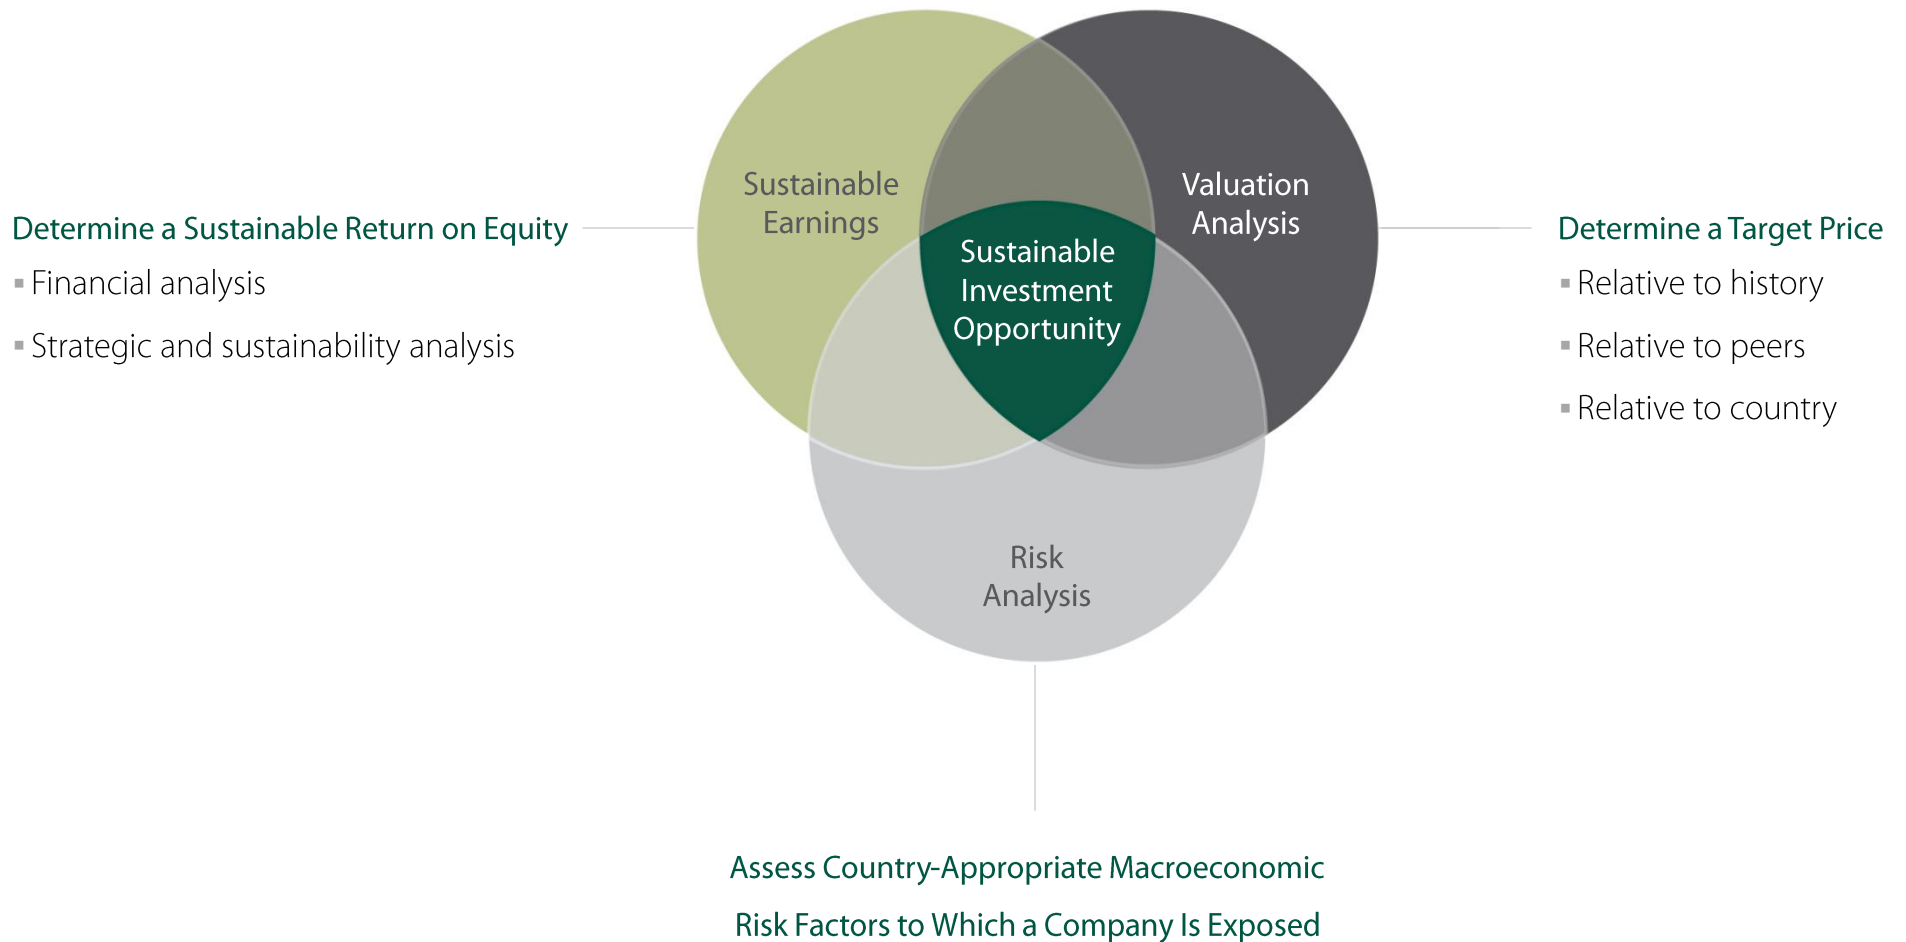 Sustainable
Earnings
Valuation
Analysis
Sustainable
Investment
Opportunity
Risk
Analysis
Determine a Sustainable Return on Equity
▪ Financial analysis
▪ Strategic and sustainability analysis
Determine a Target Price
▪ Relative to history
▪ Relative to peers
▪ Relative to country
Assess Country-Appropriate Macroeconomic
Risk Factors to Which a Company Is Exposed